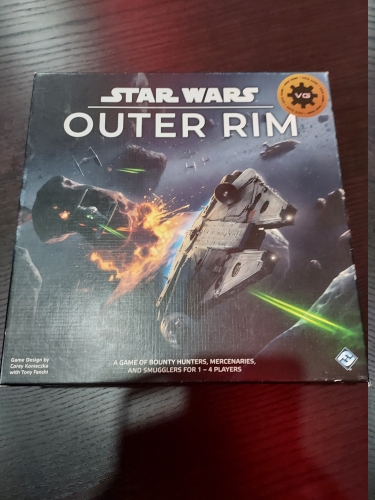 VG
STAR WARS
OUTER RIM
Game Design by
Corey Konieczka
with Tony Fanchi
A GAME OF BOUNTY HUNTERS, MERCENARIES,
AND SMUGGLERS FOR 1 – 4 PLAYERS